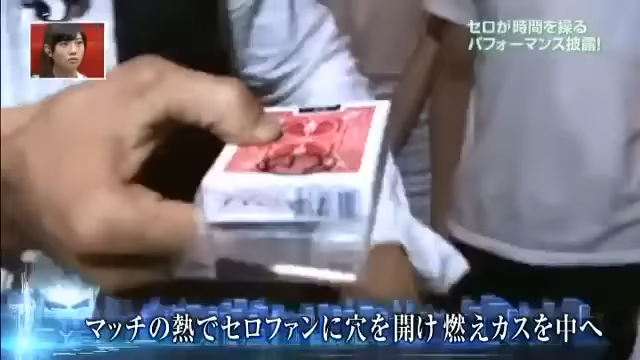 セロが時間を操る
パフォーマンス披露!
マッチの熱でセロファンに穴を開け 燃えカスを中へ